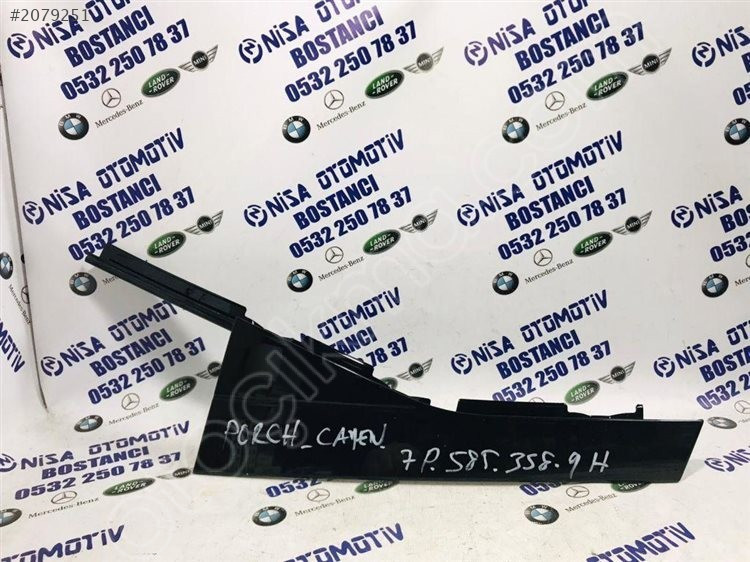 #2079251
NİSA OTOMOTİV
BOSTANCI
0532 250 78 37
BMW
Mercedes-Benz
LAND-ROVER
MINI
PORCH_CAYEN
7P.585.358.9H